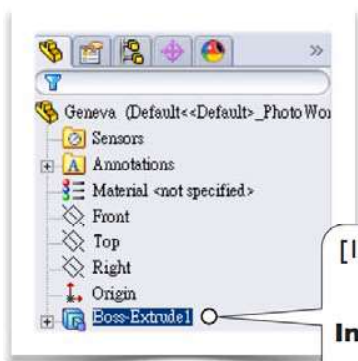 »
Geneva (Default<<Default>_PhotoWor
Sensors
A Annotations
Material <not specified>
Front
Top
Right
Origin
Boss-Extrude1
[I
In